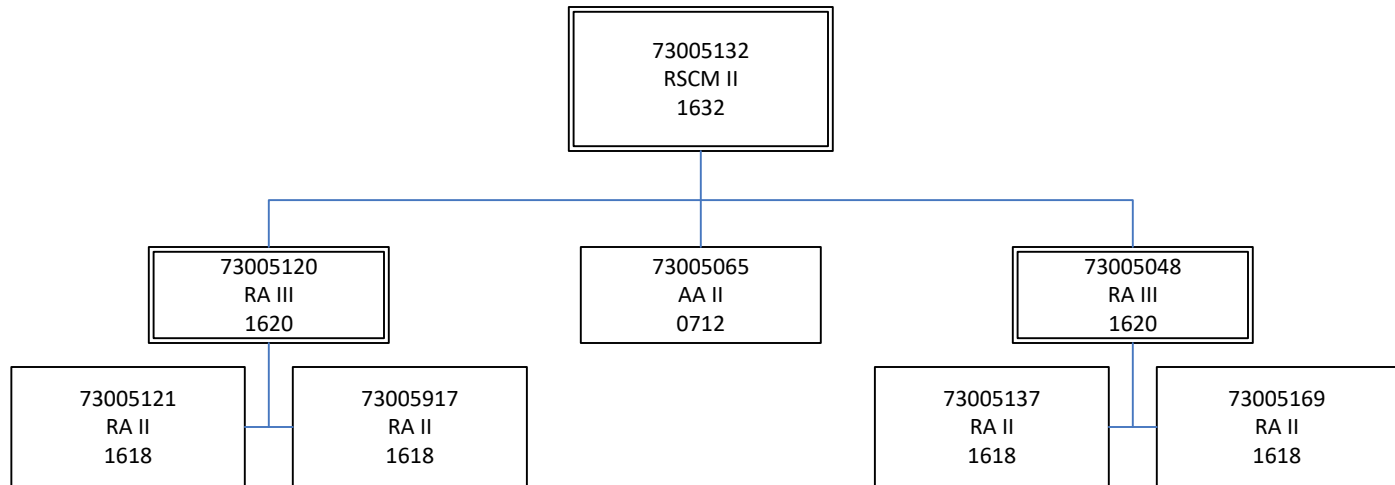 73005132
RSCM II
1632
73005120
RA III
1620
73005065
AA II
0712
73005048
RA III
1620
73005121
RA II
1618
73005917
RA II
1618
73005137
RA II
1618
73005169
RA II
1618